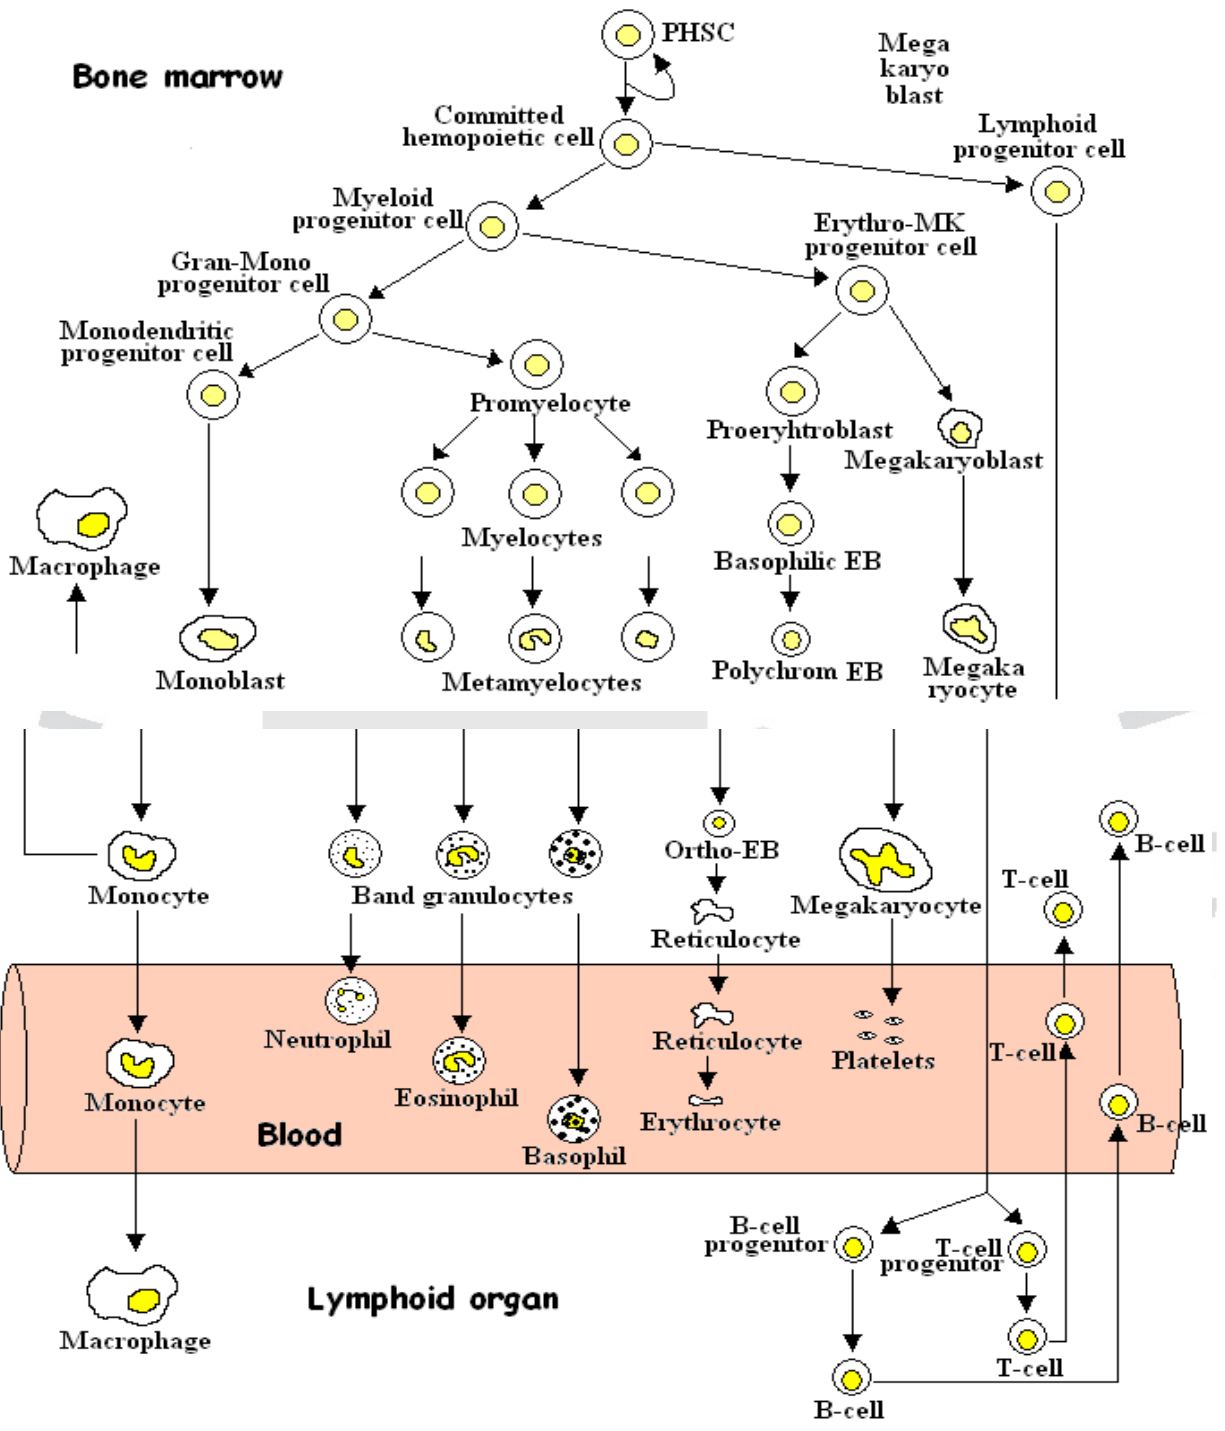 PHSC
Mega
karyo
blast
Bone marrow
Committed
hemopoietic cell
Lymphoid
progenitor cell
Myeloid
progenitor cell
Erythro-MK
progenitor cell
Gran-Mono
progenitor cell
Monodendritic
progenitor cell
Promyelocyte
Proeryhtroblast
Megakaryoblast
Myelocytes
Basophilic EB
Macrophage
Monoblast
Metamyelocytes
Polychrom EB
Megaka
ryocyte
B-cell
Ortho-EB
T-cell
Monocyte
Band granulocytes
Megakaryocyte
Reticulocyte
Neutrophil
Reticulocyte
Platelets
T-cell
Monocyte
Eosinophil
Erythrocyte
B-cell
Blood
Basophil
B-cell
progenitor
T-cell
progenitor
Lymphoid organ
Macrophage
T-cell
B-cell